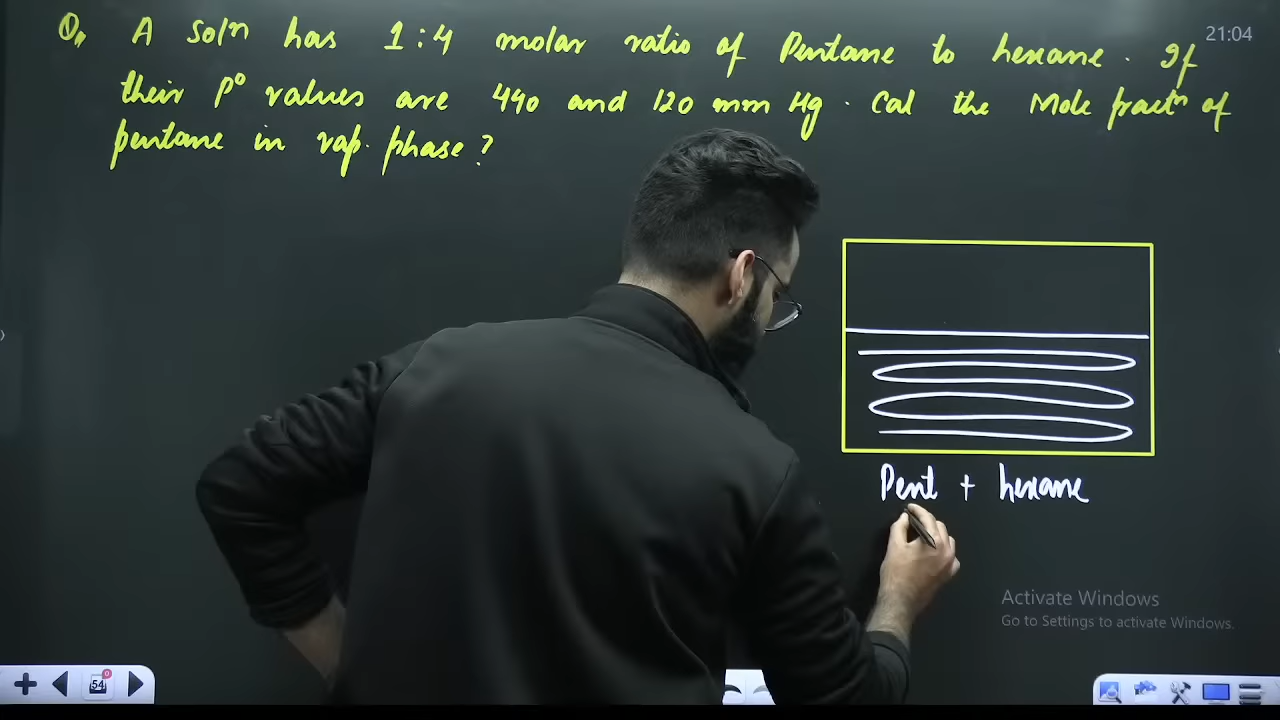 Q. A Solⁿ has 1:4 molar ratio of Pentane to hexane. If
21:04
their P⁰ values are 440 and 120 mm Hg. Cal the Mole fractⁿ of
pentane in vap. phase?
Pent + hexane
Activate Windows
Go to Settings to activate Windows.
54
0